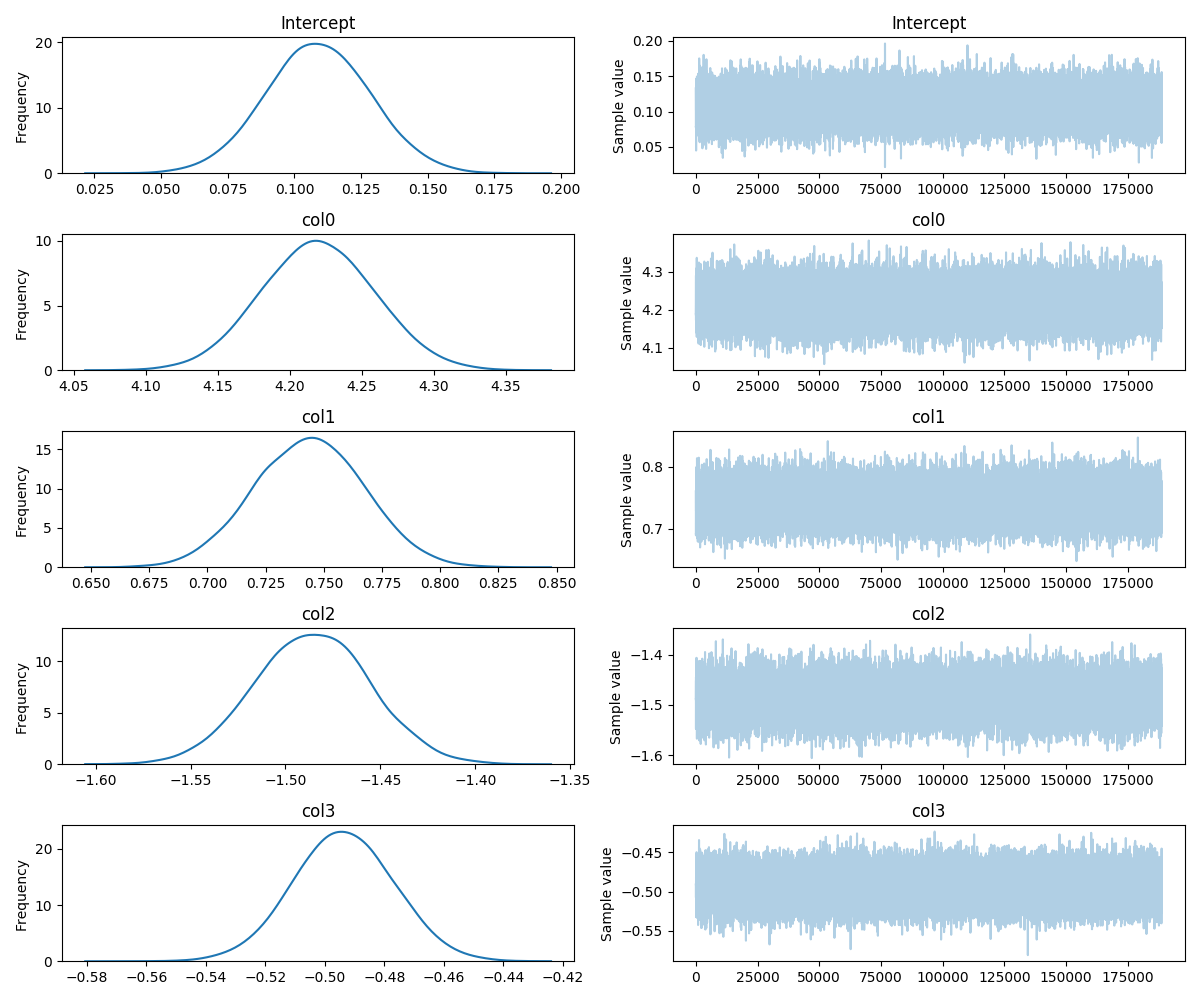 Intercept
Frequency
20
10
0
0.025 0.050 0.075 0.100 0.125 0.150 0.175 0.200
Intercept
Sample value
0.20
0.15
0.10
0.05
0 25000 50000 75000 100000 125000 150000 175000
col0
Frequency
10
5
0
4.05 4.10 4.15 4.20 4.25 4.30 4.35
col0
Sample value
4.3
4.2
4.1
0 25000 50000 75000 100000 125000 150000 175000
col1
Frequency
15
10
5
0
0.650 0.675 0.700 0.725 0.750 0.775 0.800 0.825 0.850
col1
Sample value
0.8
0.7
0 25000 50000 75000 100000 125000 150000 175000
col2
Frequency
10
5
0
−1.60 −1.55 −1.50 −1.45 −1.40 −1.35
col2
Sample value
−1.4
−1.5
−1.6
0 25000 50000 75000 100000 125000 150000 175000
col3
Frequency
20
10
0
−0.58 −0.56 −0.54 −0.52 −0.50 −0.48 −0.46 −0.44 −0.42
col3
Sample value
−0.45
−0.50
−0.55
0 25000 50000 75000 100000 125000 150000 175000